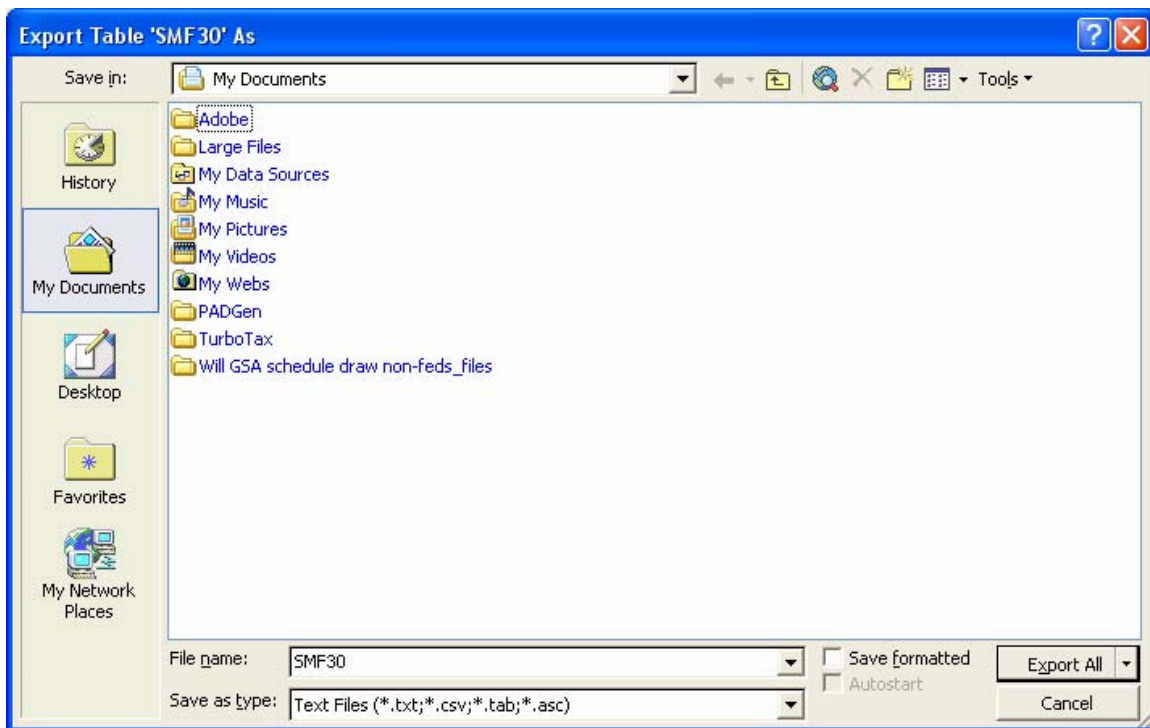 Export Table 'SMF30' As
Save in:
My Documents
Tools
History
My Documents
Desktop
Favorites
My Network
Places
Adobe
Large Files
My Data Sources
My Music
My Pictures
My Videos
My Webs
PADGen
TurboTax
Will GSA schedule draw non-feds_files
File name:
SMF30
Save formatted
Export All
Save as type:
Text Files (*.txt;*.csv;*.tab;*.asc)
Autostart
Cancel